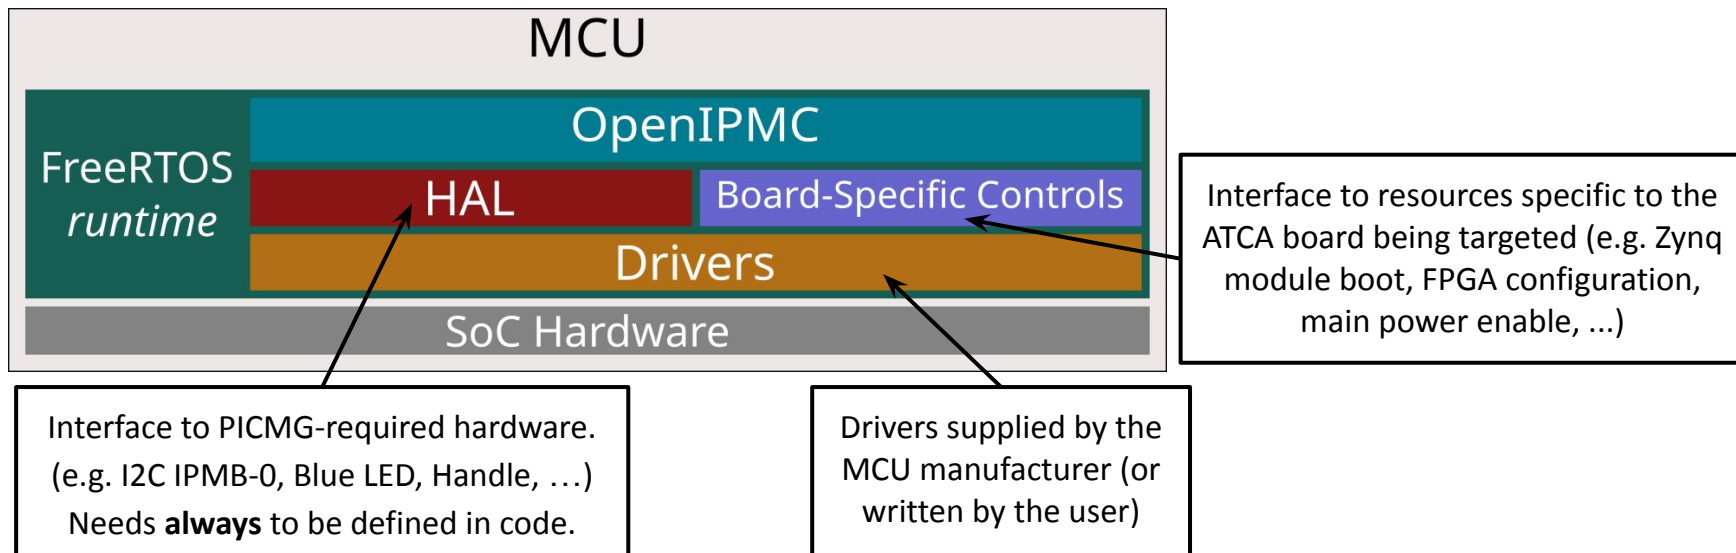 MCU
OpenIPMC
FreeRTOS
runtime
HAL
Board-Specific Controls
Drivers
SoC Hardware
Interface to resources specific to the
ATCA board being targeted (e.g. Zynq
module boot, FPGA configuration,
main power enable, ...)
Interface to PICMG-required hardware.
(e.g. I2C IPMB-0, Blue LED, Handle, …)
Needs always to be defined in code.
Drivers supplied by the
MCU manufacturer (or
written by the user)